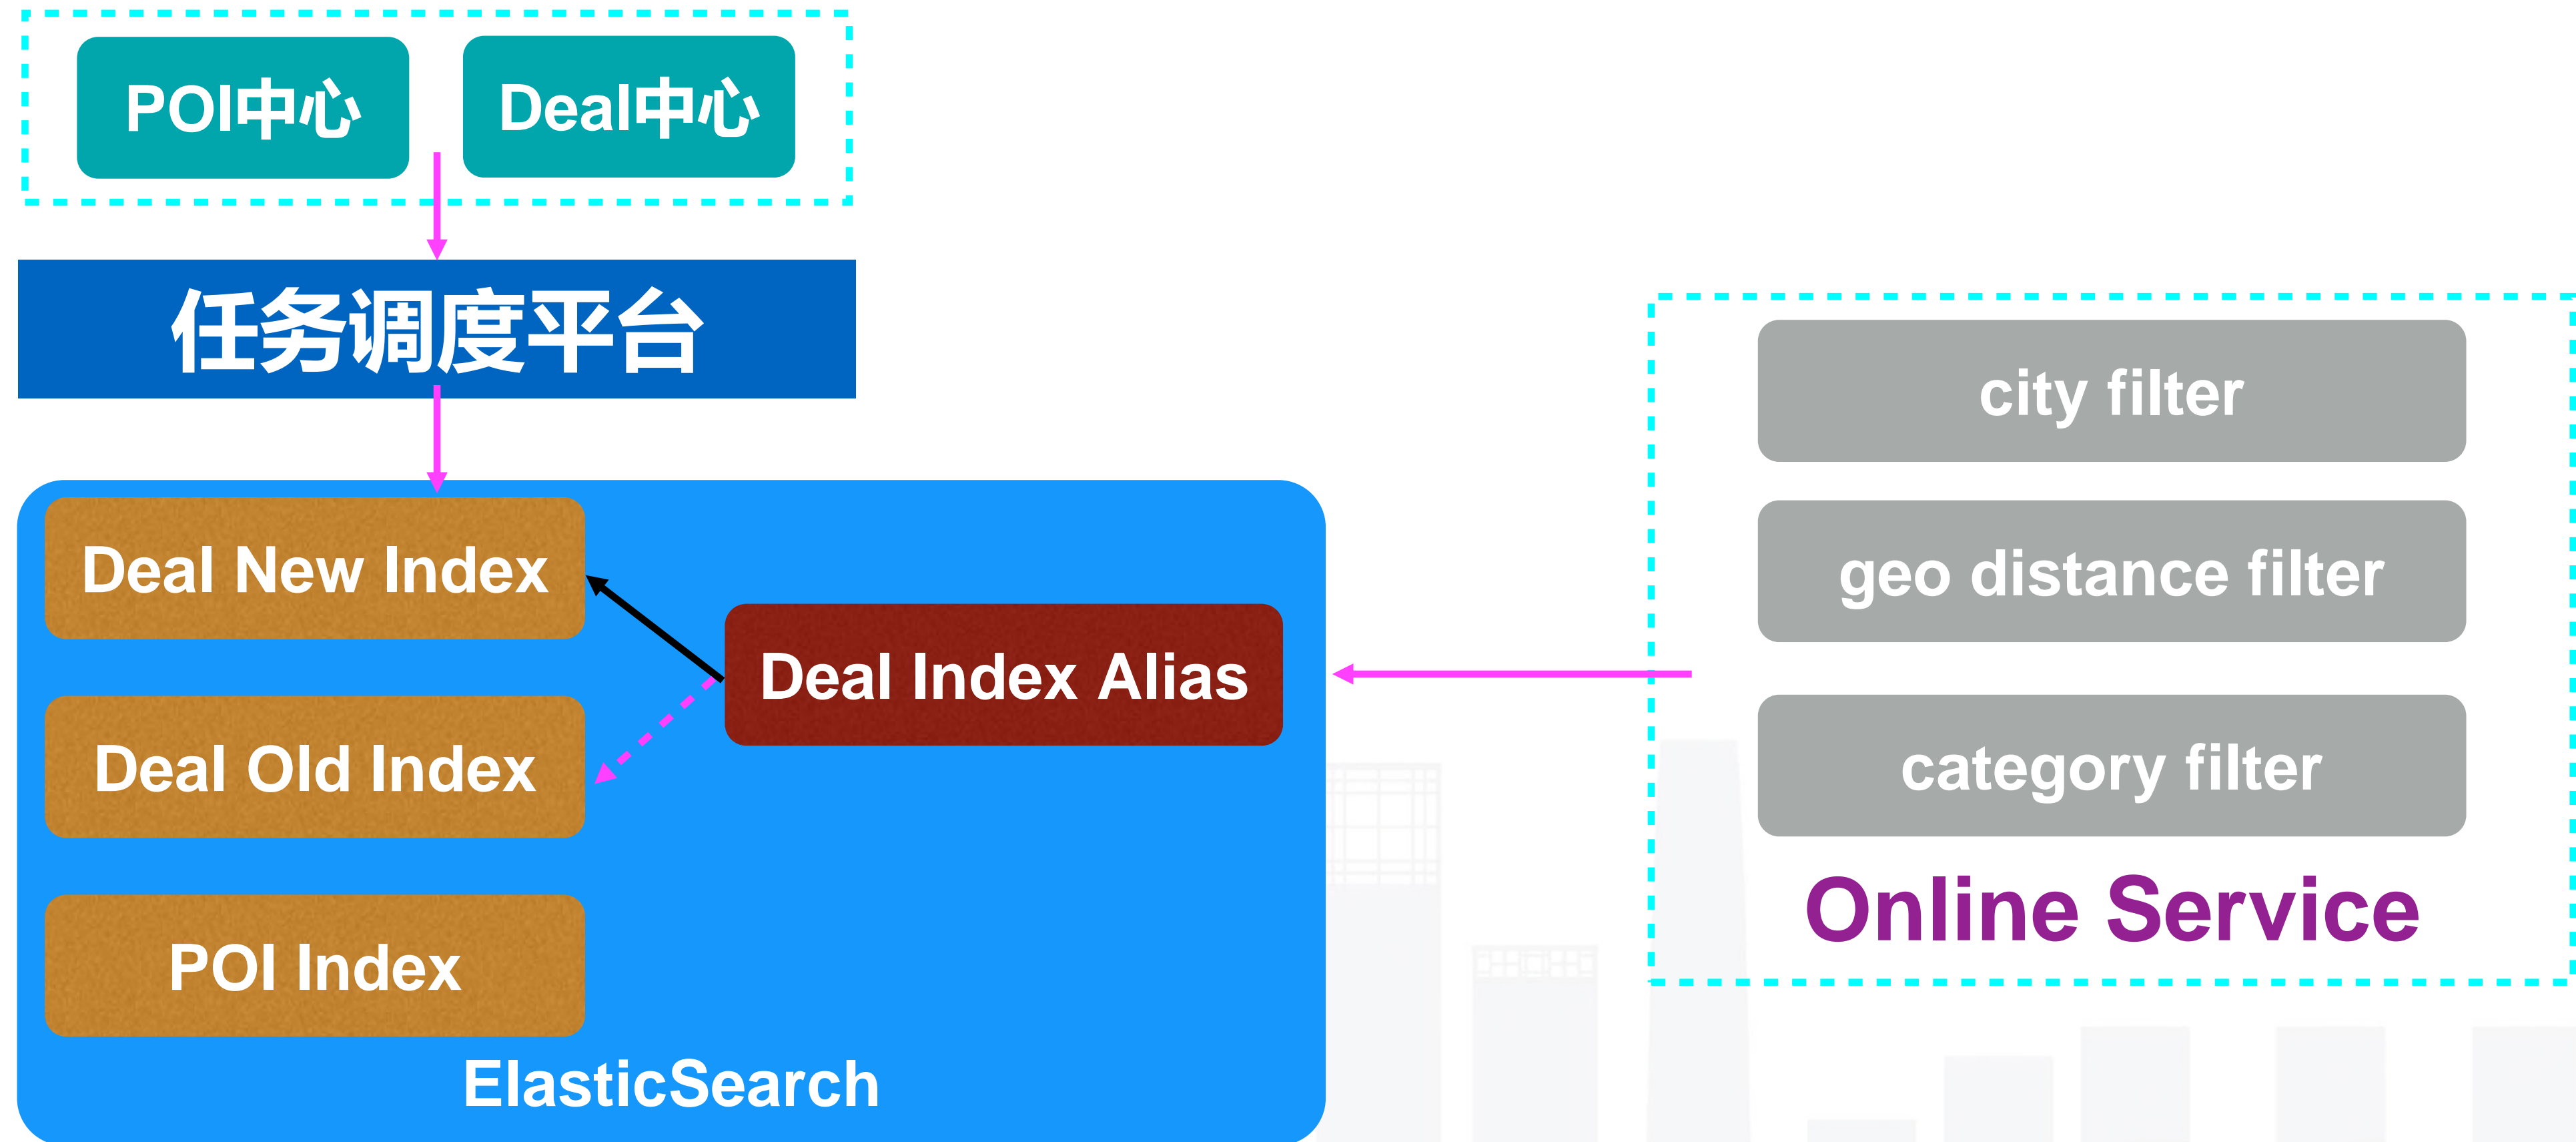 POI中心
Deal中心
任务调度平台
Deal New Index
Deal Old Index
POI Index
Deal Index Alias
ElasticSearch
city filter
geo distance filter
category filter
Online Service